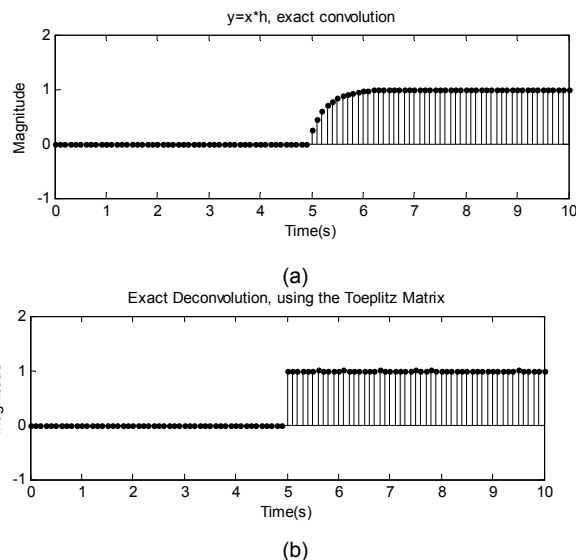 y=x*h, exact convolution
2
1
0
-1
Magnitude
0 1 2 3 4 5 6 7 8 9 10
Time(s)
(a)
Exact Deconvolution, using the Toeplitz Matrix
2
1
0
-1
0 1 2 3 4 5 6 7 8 9 10
Time(s)
(b)